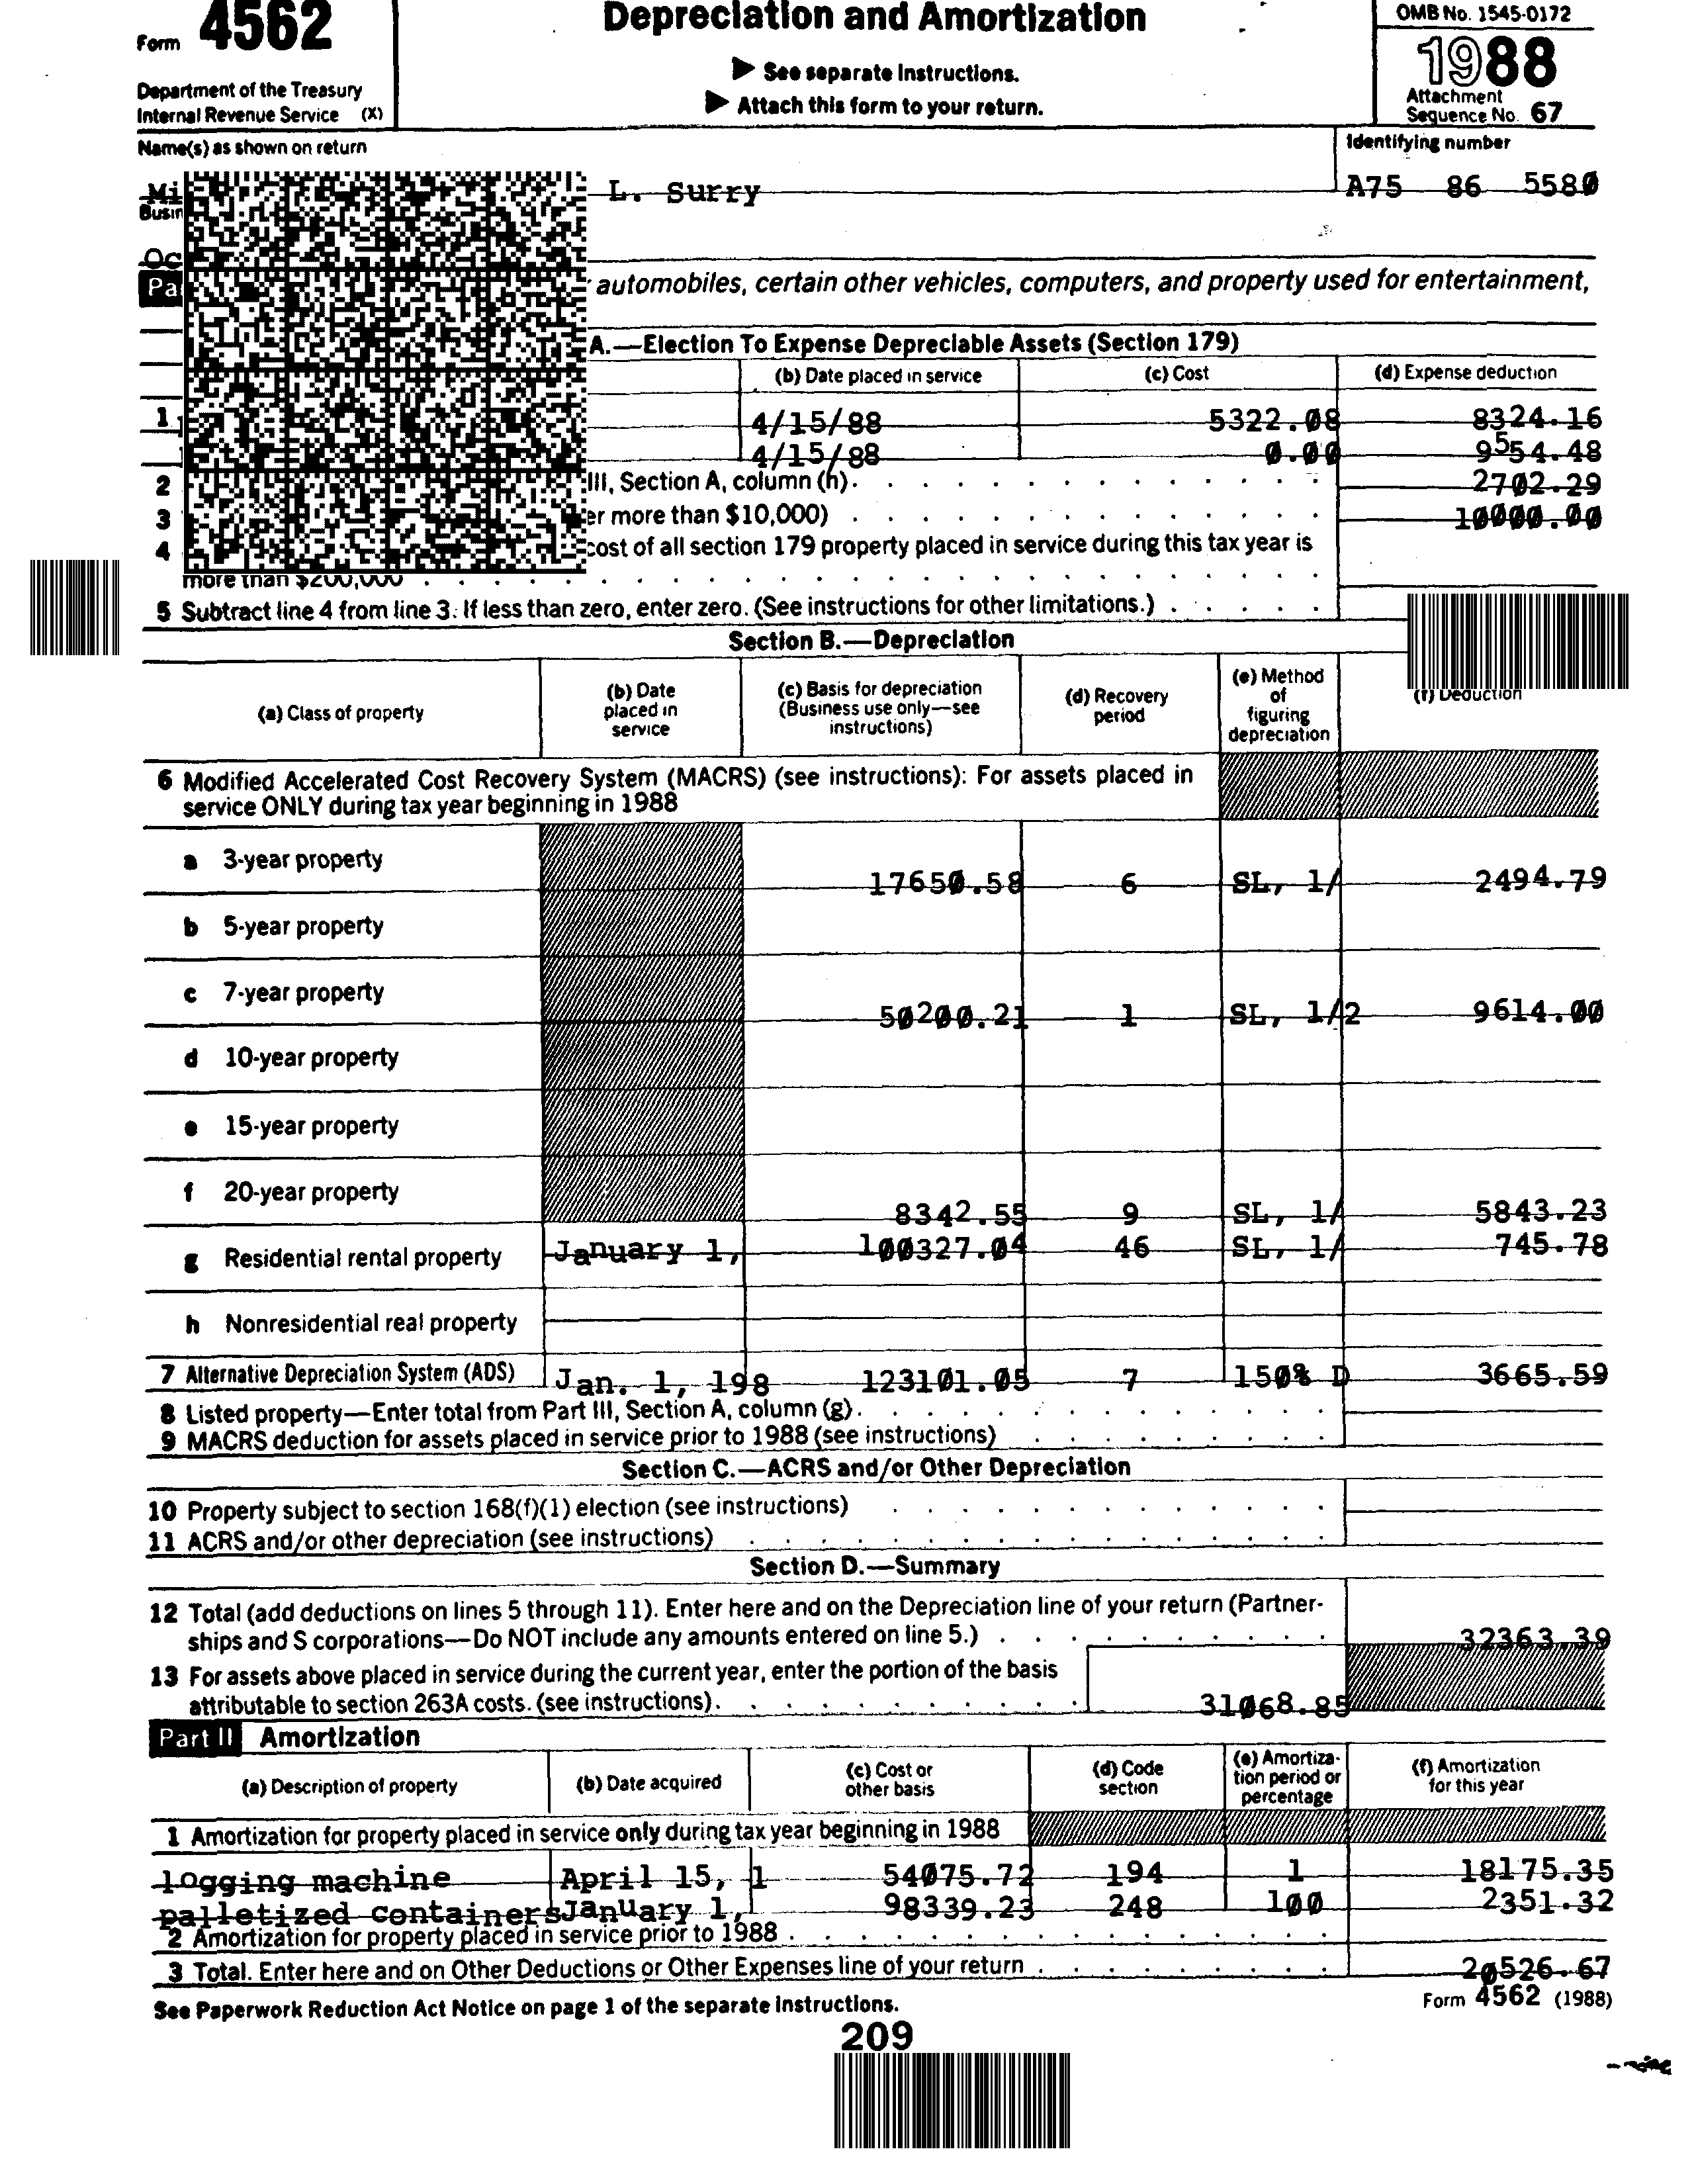 Form 4562
Depreciation and Amortization
OMB No. 1545-0172
1988
► See separate Instructions.
► Attach this form to your return.
Department of the Treasury
Internal Revenue Service (X)
Attachment
Sequence No. 67
Name(s) as shown on return
Identifying number
Mi L. Surry A75 86 5580
Busin
Oc
Pa automobiles, certain other vehicles, computers, and property used for entertainment,
A.—Election To Expense Depreciable Assets (Section 179)
(b) Date placed in service (c) Cost (d) Expense deduction
1 4/15/88 5322.08 8324.16
4/15/88 0.00 9554.48
2 III, Section A, column (h) 2702.29
3 er more than $10,000) 10000.00
4 cost of all section 179 property placed in service during this tax year is
more than $200,000
5 Subtract line 4 from line 3. If less than zero, enter zero. (See instructions for other limitations.)
Section B.—Depreciation
(a) Class of property (b) Date placed in service (c) Basis for depreciation (Business use only—see instructions) (d) Recovery period (e) Method of figuring depreciation (f) Deduction
6 Modified Accelerated Cost Recovery System (MACRS) (see instructions): For assets placed in
service ONLY during tax year beginning in 1988
a 3-year property 17650.58 6 SL, 1/ 2494.79
b 5-year property
c 7-year property 50200.21 1 SL, 1/2 9614.00
d 10-year property
e 15-year property
f 20-year property 8342.55 9 SL, 1/ 5843.23
g Residential rental property January 1, 100327.04 46 SL, 1/ 745.78
h Nonresidential real property
7 Alternative Depreciation System (ADS) Jan. 1, 198 123101.05 7 150% D 3665.59
8 Listed property—Enter total from Part III, Section A, column (g)
9 MACRS deduction for assets placed in service prior to 1988 (see instructions)
Section C.—ACRS and/or Other Depreciation
10 Property subject to section 168(f)(1) election (see instructions)
11 ACRS and/or other depreciation (see instructions)
Section D.—Summary
12 Total (add deductions on lines 5 through 11). Enter here and on the Depreciation line of your return (Partner-
ships and S corporations—Do NOT include any amounts entered on line 5.) 32363.39
13 For assets above placed in service during the current year, enter the portion of the basis
attributable to section 263A costs. (see instructions). 31068.85
Part II Amortization
(a) Description of property (b) Date acquired (c) Cost or other basis (d) Code section (e) Amortiza-tion period or percentage (f) Amortization for this year
1 Amortization for property placed in service only during tax year beginning in 1988
logging machine April 15, 1 54075.72 194 1 18175.35
palletized containers January 1, 98339.23 248 100 2351.32
2 Amortization for property placed in service prior to 1988
3 Total. Enter here and on Other Deductions or Other Expenses line of your return 20526.67
See Paperwork Reduction Act Notice on page 1 of the separate Instructions.
Form 4562 (1988)
209